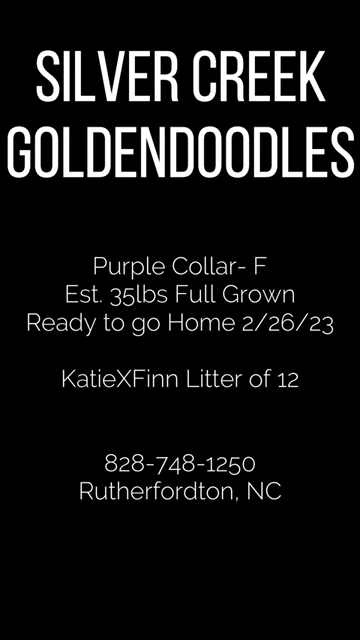 SILVER CREEK
GOLDENDOODLES
Purple Collar- F
Est. 35lbs Full Grown
Ready to go Home 2/26/23
KatieXFinn Litter of 12
828-748-1250
Rutherfordton, NC